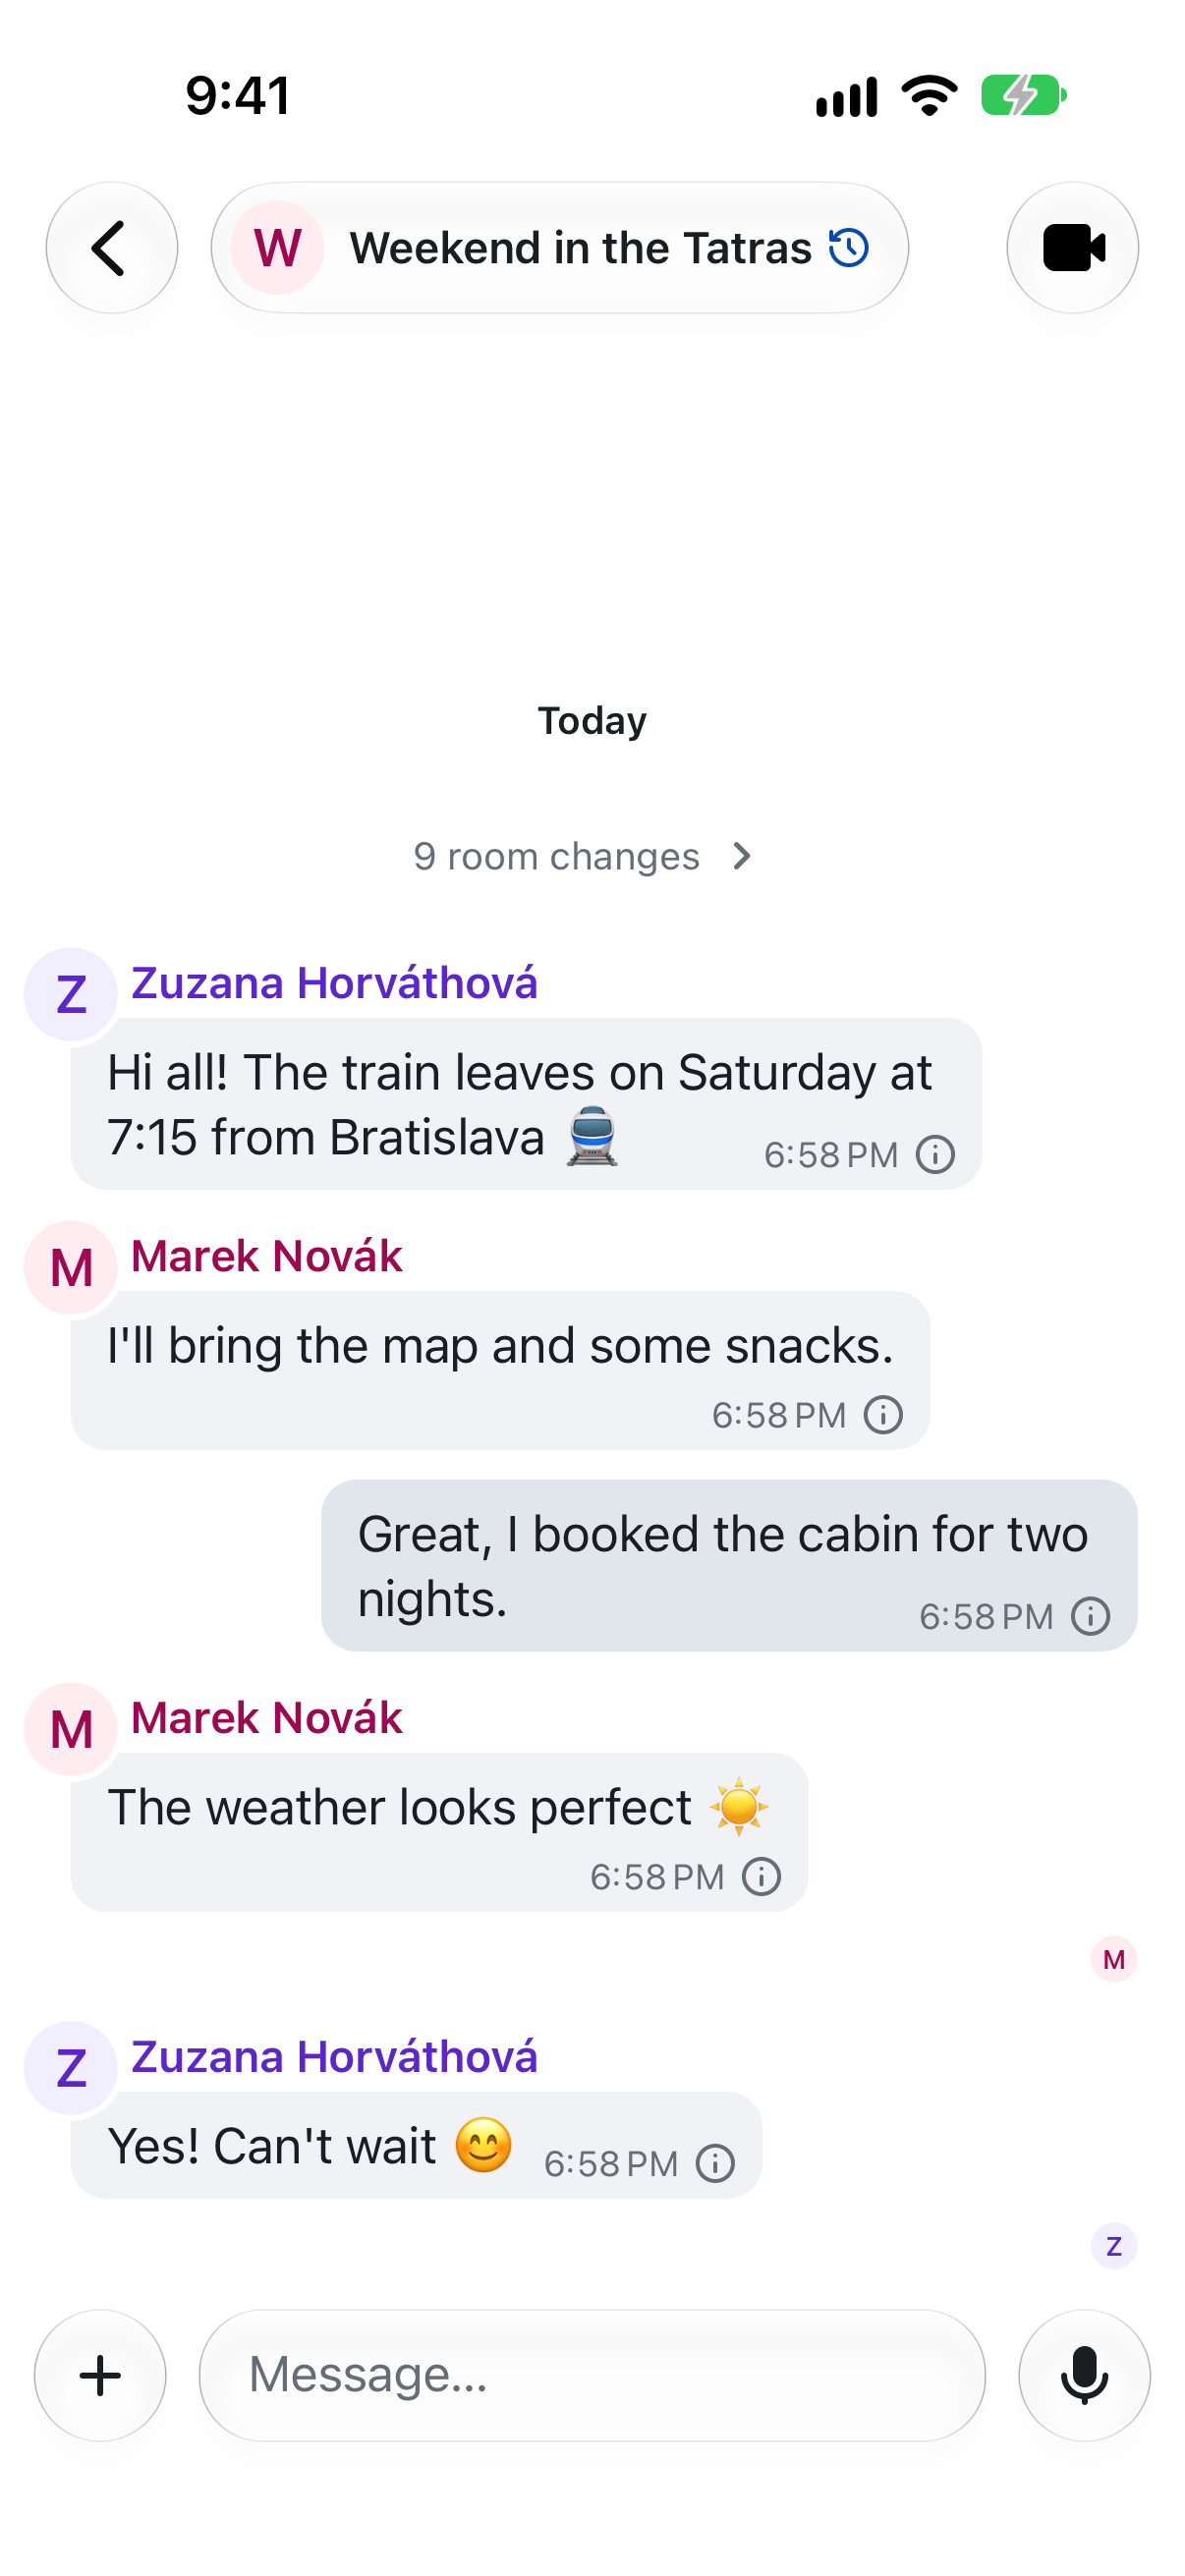 9:41
W Weekend in the Tatras
Today
9 room changes
Z Zuzana Horváthová
Hi all! The train leaves on Saturday at
7:15 from Bratislava 🚆 6:58 PM
M Marek Novák
I'll bring the map and some snacks.
6:58 PM
Great, I booked the cabin for two
nights. 6:58 PM
M Marek Novák
The weather looks perfect ☀️
6:58 PM
M
Z Zuzana Horváthová
Yes! Can't wait 😊 6:58 PM
Z
Message...